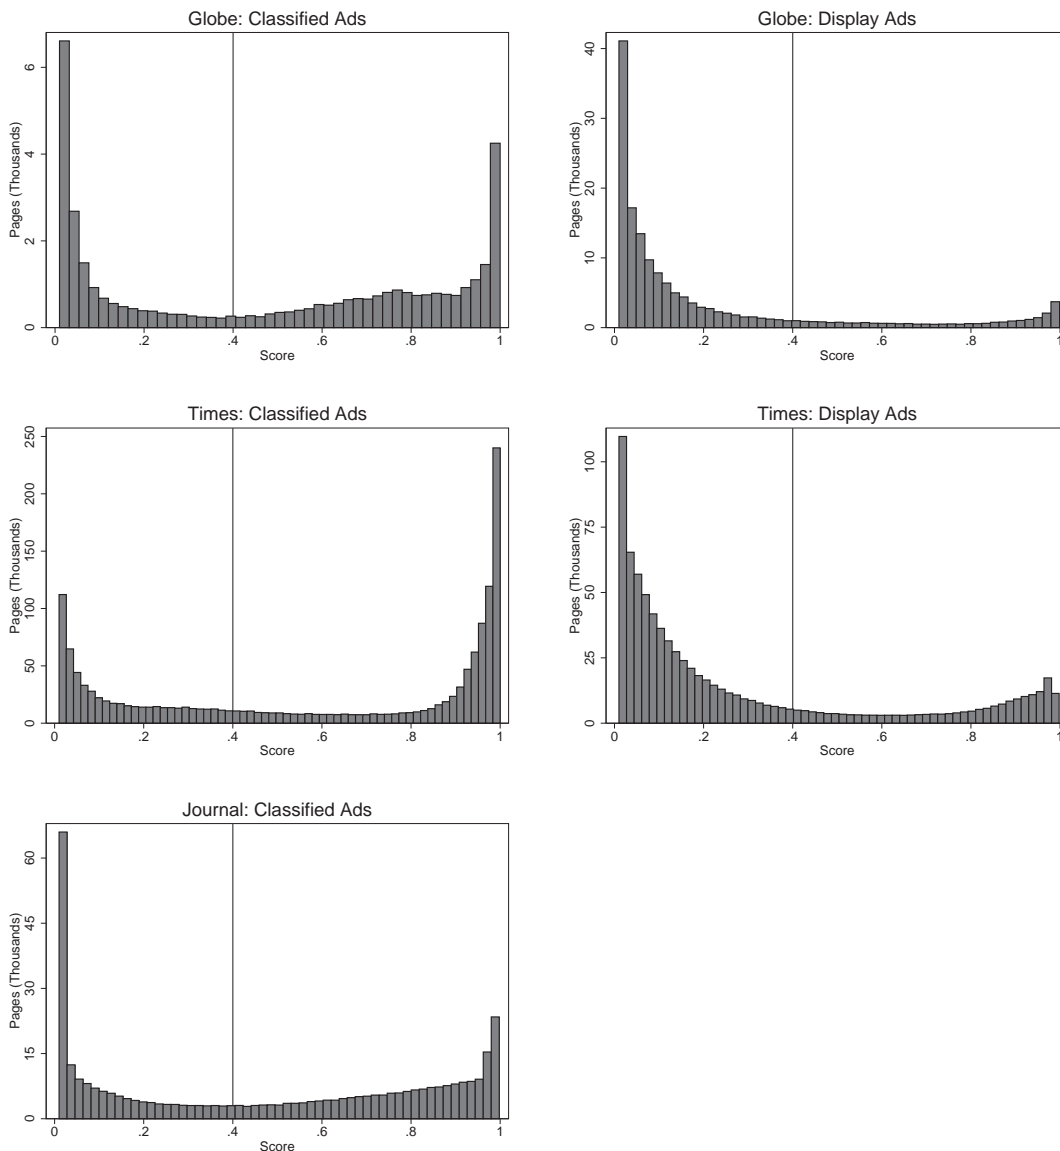 Globe: Classified Ads
Pages (Thousands)
0 2 4 6
0 .2 .4 .6 .8 1
Score
Globe: Display Ads
Pages (Thousands)
0 10 20 30 40
0 .2 .4 .6 .8 1
Score
Times: Classified Ads
Pages (Thousands)
0 50 100 150 200 250
0 .2 .4 .6 .8 1
Score
Times: Display Ads
Pages (Thousands)
0 25 50 75 100
0 .2 .4 .6 .8 1
Score
Journal: Classified Ads
Pages (Thousands)
0 15 30 45 60
0 .2 .4 .6 .8 1
Score